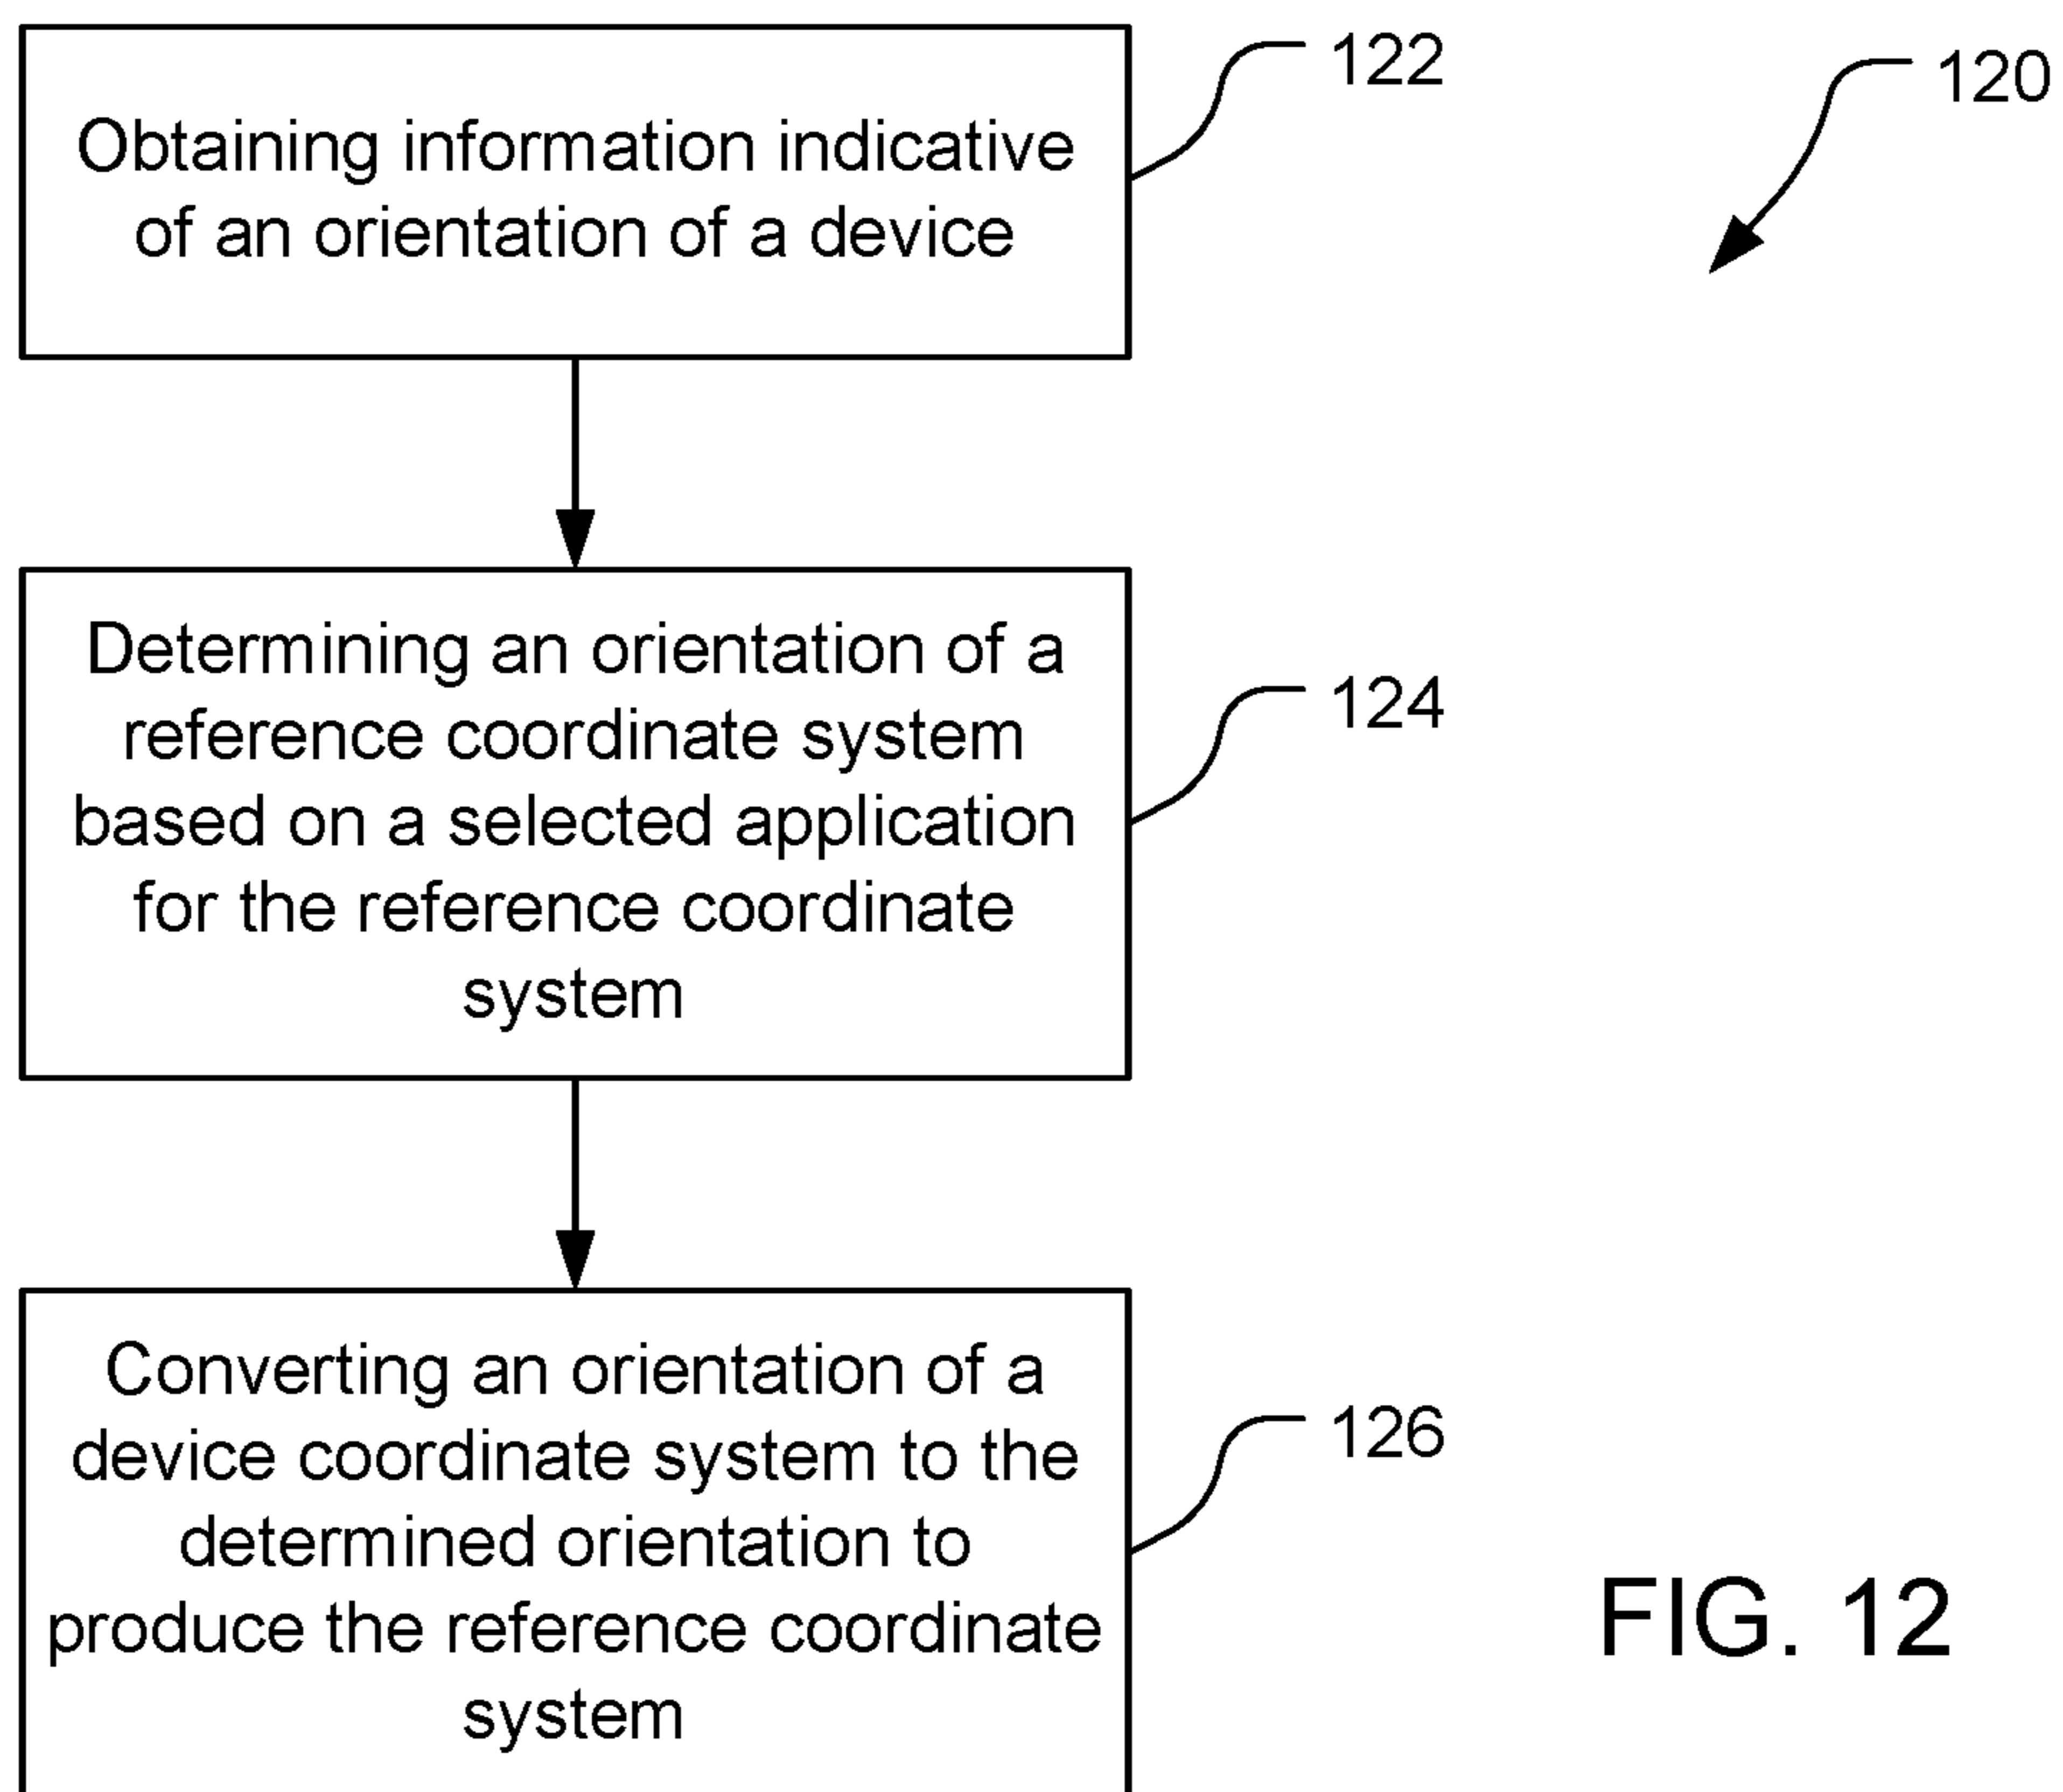 Obtaining information indicative
of an orientation of a device
122
120
Determining an orientation of a
reference coordinate system
based on a selected application
for the reference coordinate
system
124
Converting an orientation of a
device coordinate system to the
determined orientation to
produce the reference coordinate
system
126
FIG. 12